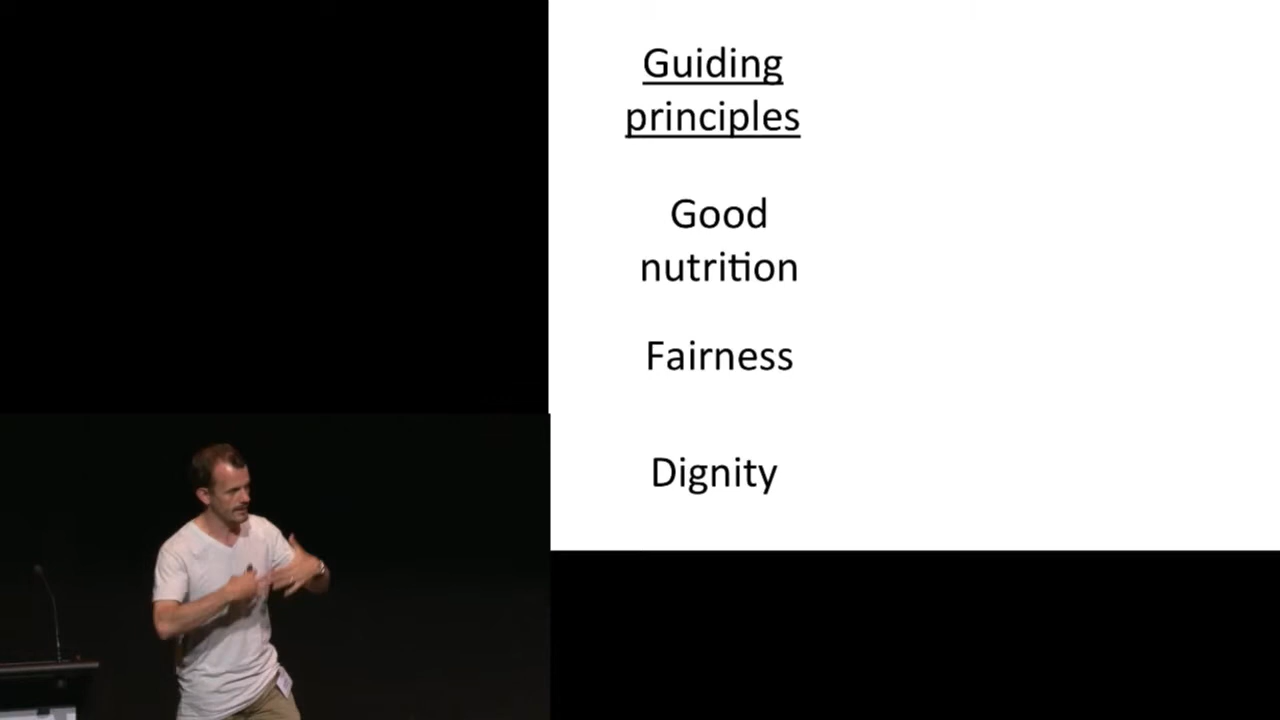 Guiding
principles
Good
nutrition
Fairness
Dignity